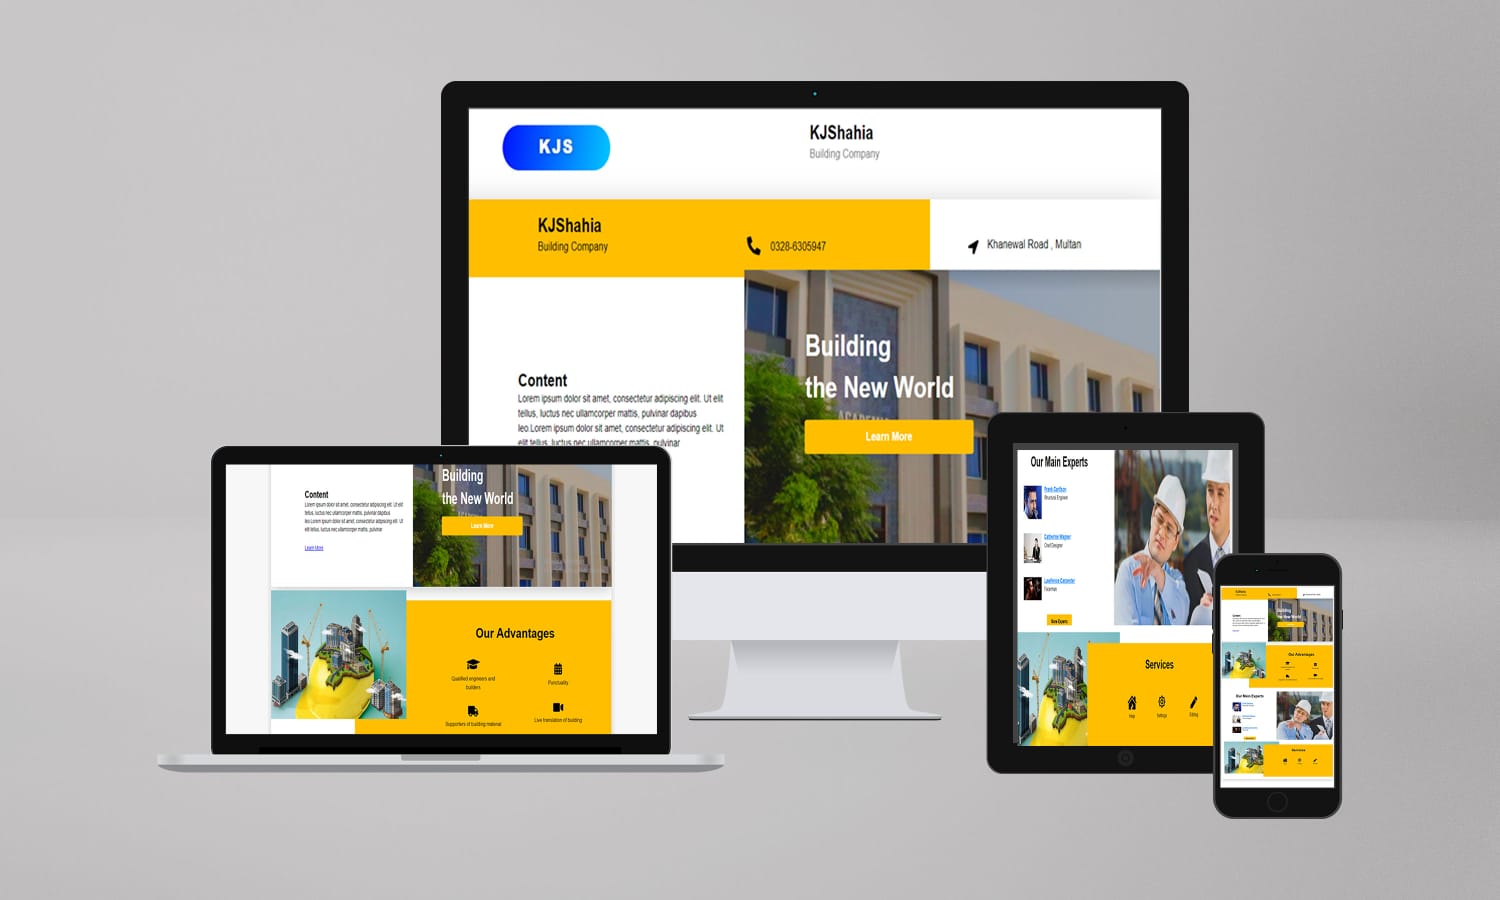 KJS
KJShahia
Building Company
KJShahia
Building Company
0328-6305947
Khanewal Road , Multan
Content
Lorem ipsum dolor sit amet, consectetur adipiscing elit. Ut elit
tellus, luctus nec ullamcorper mattis, pulvinar dapibus
leo.Lorem ipsum dolor sit amet, consectetur adipiscing elit. Ut
elit tellus, luctus nec ullamcorper mattis, pulvinar
Building
the New World
ACADEMIC
Learn More
Content
Lorem ipsum dolor sit amet, consectetur adipiscing elit. Ut elit
tellus, luctus nec ullamcorper mattis, pulvinar dapibus
leo.Lorem ipsum dolor sit amet, consectetur adipiscing elit. Ut
elit tellus, luctus nec ullamcorper mattis, pulvinar
Learn More
Building
the New World
Learn More
Our Advantages
Qualified engineers and
builders
Punctuality
Supporters of building material
Live translation of building
Our Main Experts
Frank Carlson
Structural Engineer
Catherine Wagner
Chief Designer
Lawrence Carpenter
Foreman
More Experts
Services
Settings
Editing
Our Advantages
Our Main Experts
Services